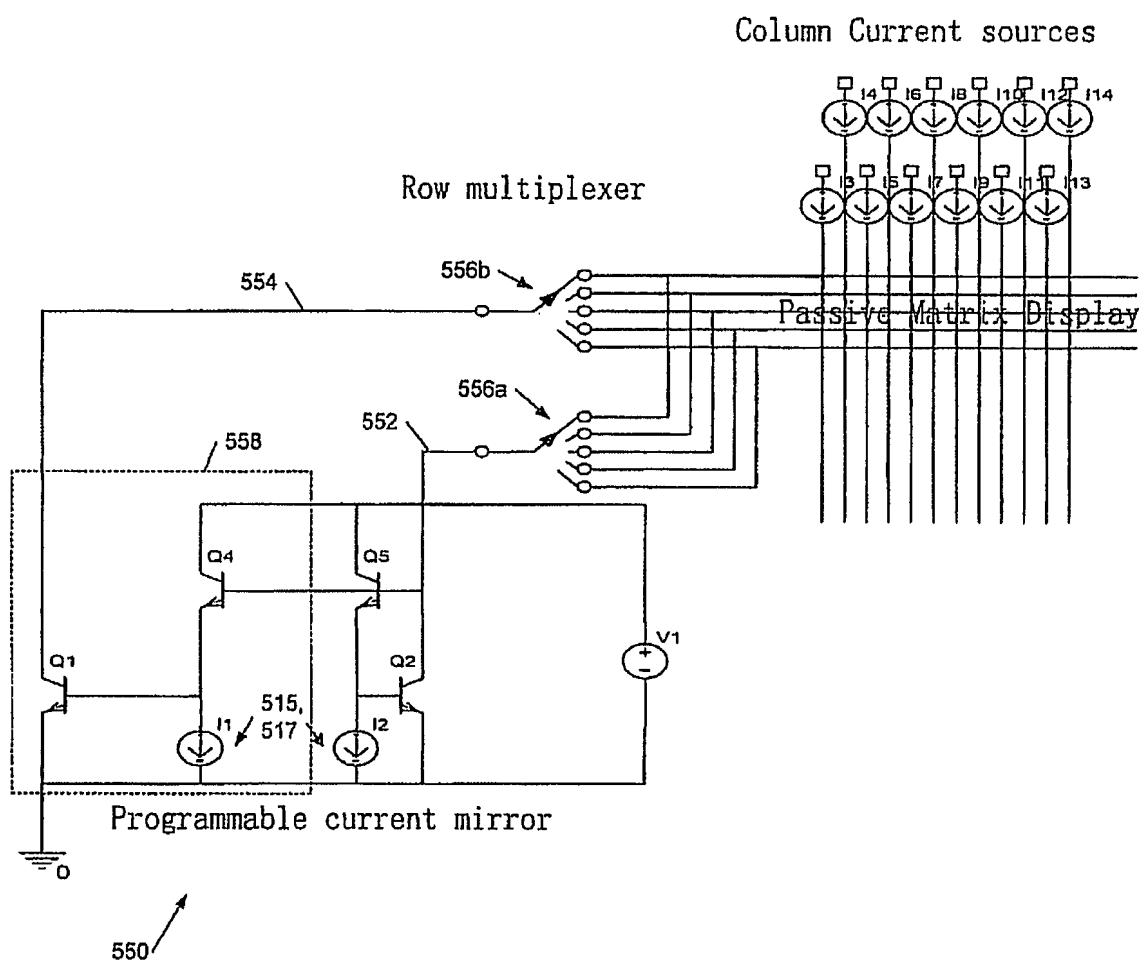 Column Current sources
I4 I6 I8 I10 I12 I14
Row multiplexer
I3 I5 I7 I9 I11 I13
554
556b
Passive Matrix Display
556a
552
558
Q4 Q5
V1
+
-
Q1 Q2
I1 515, I2
517
Programmable current mirror
0
550